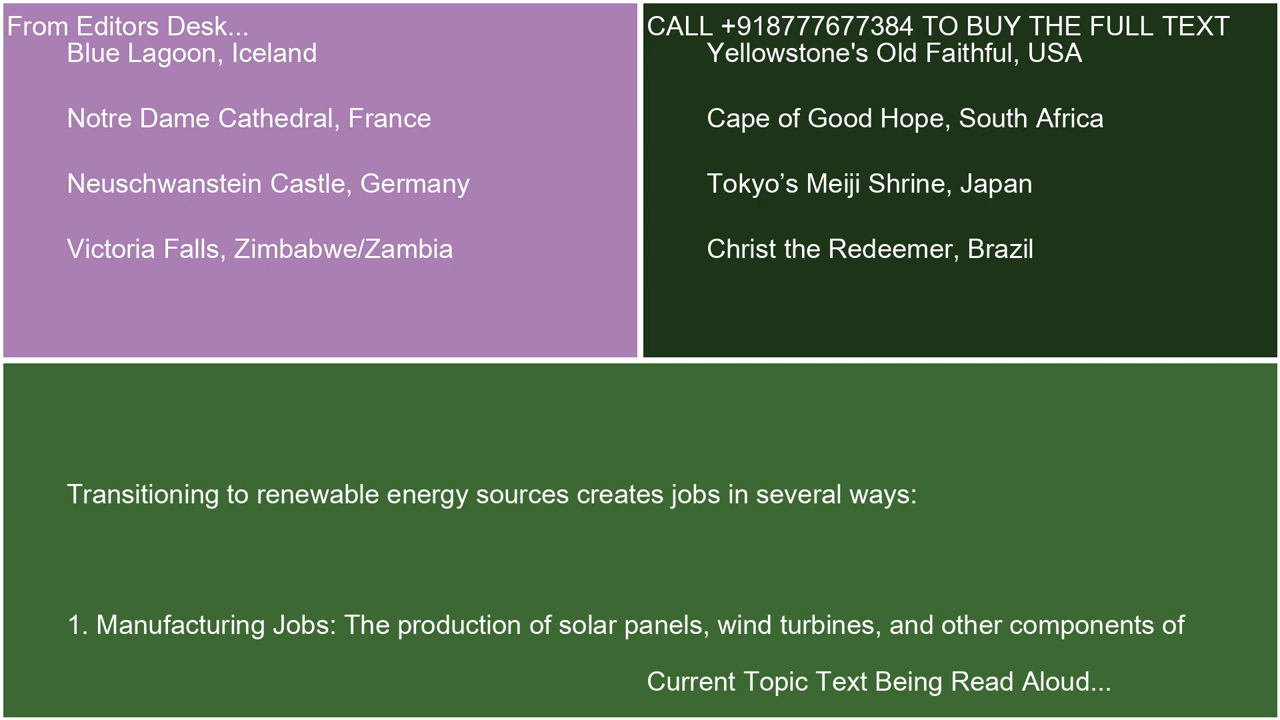 From Editors Desk...
Blue Lagoon, Iceland
Notre Dame Cathedral, France
Neuschwanstein Castle, Germany
Victoria Falls, Zimbabwe/Zambia
CALL +918777677384 TO BUY THE FULL TEXT
Yellowstone's Old Faithful, USA
Cape of Good Hope, South Africa
Tokyo’s Meiji Shrine, Japan
Christ the Redeemer, Brazil
Transitioning to renewable energy sources creates jobs in several ways:
1. Manufacturing Jobs: The production of solar panels, wind turbines, and other components of
Current Topic Text Being Read Aloud...